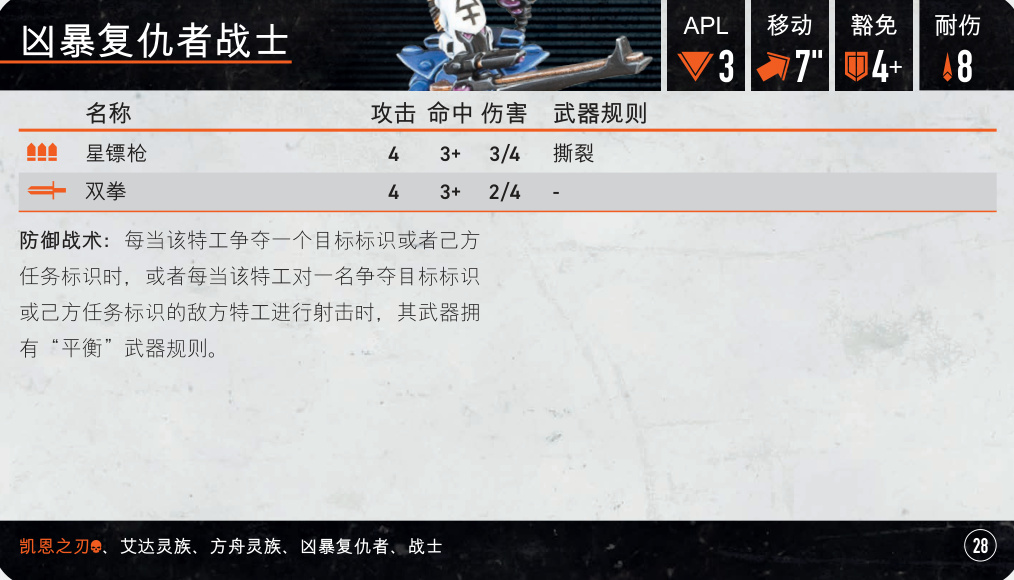 凶暴复仇者战士
APL 移动 豁免 耐伤
3 7" 4+ 8
名称 攻击 命中 伤害 武器规则
星镖枪 4 3+ 3/4 撕裂
双拳 4 3+ 2/4 -
防御战术：每当该特工争夺一个目标标识或者己方
任务标识时，或者每当该特工对一名争夺目标标识
或己方任务标识的敌方特工进行射击时，其武器拥
有“平衡”武器规则。
凯恩之刃、艾达灵族、方舟灵族、凶暴复仇者、战士
28